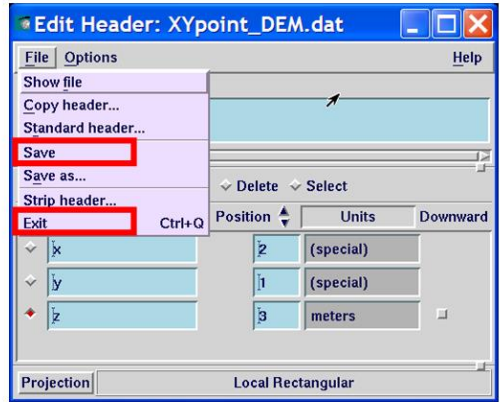 Edit Header: XYpoint_DEM.dat
File Options Help
Show file
Copy header...
Standard header...
Save
Save as...
Strip header...
Exit Ctrl+Q
Delete Select
Position Units Downward
x 2 (special)
y 1 (special)
z 3 meters
Projection Local Rectangular